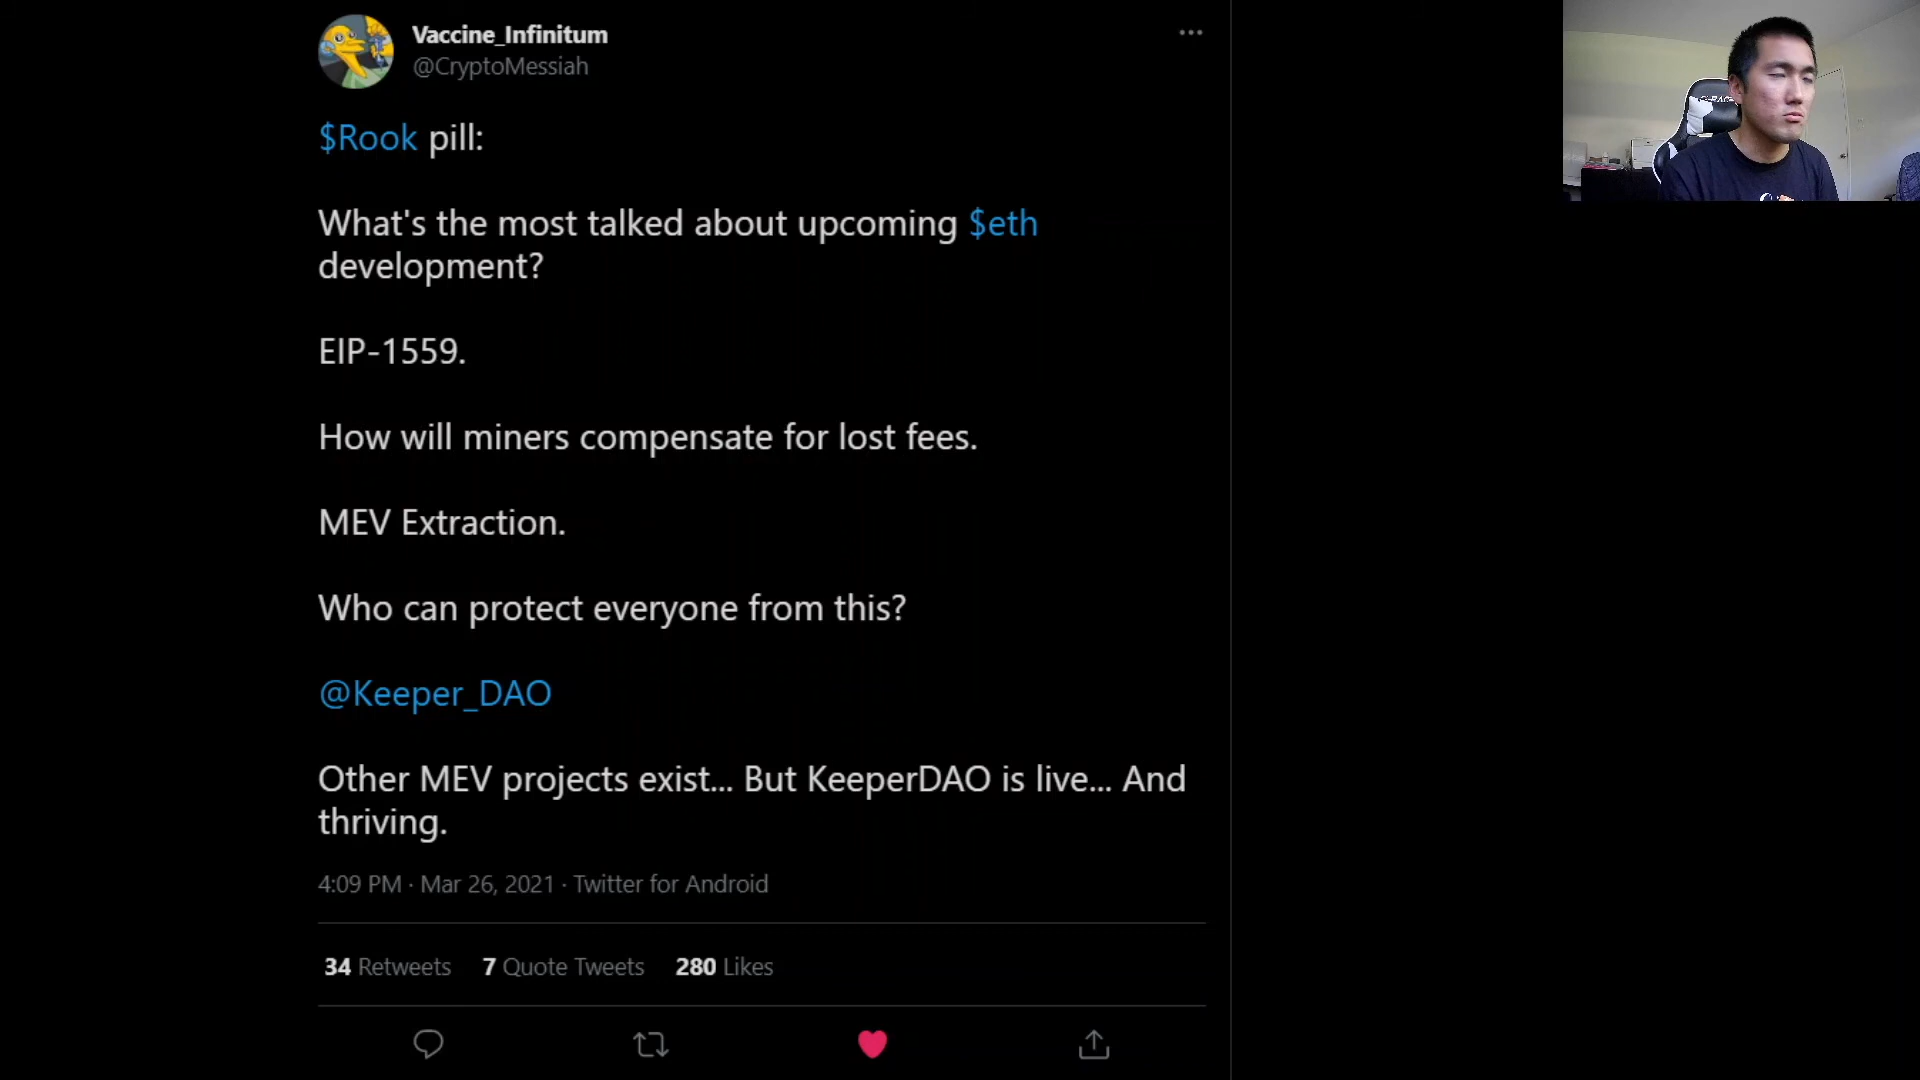 Vaccine_Infinitum
@CryptoMessiah
$Rook pill:
What's the most talked about upcoming $eth
development?
EIP-1559.
How will miners compensate for lost fees.
MEV Extraction.
Who can protect everyone from this?
@Keeper_DAO
Other MEV projects exist... But KeeperDAO is live... And
thriving.
4:09 PM · Mar 26, 2021 · Twitter for Android
34 Retweets 7 Quote Tweets 280 Likes